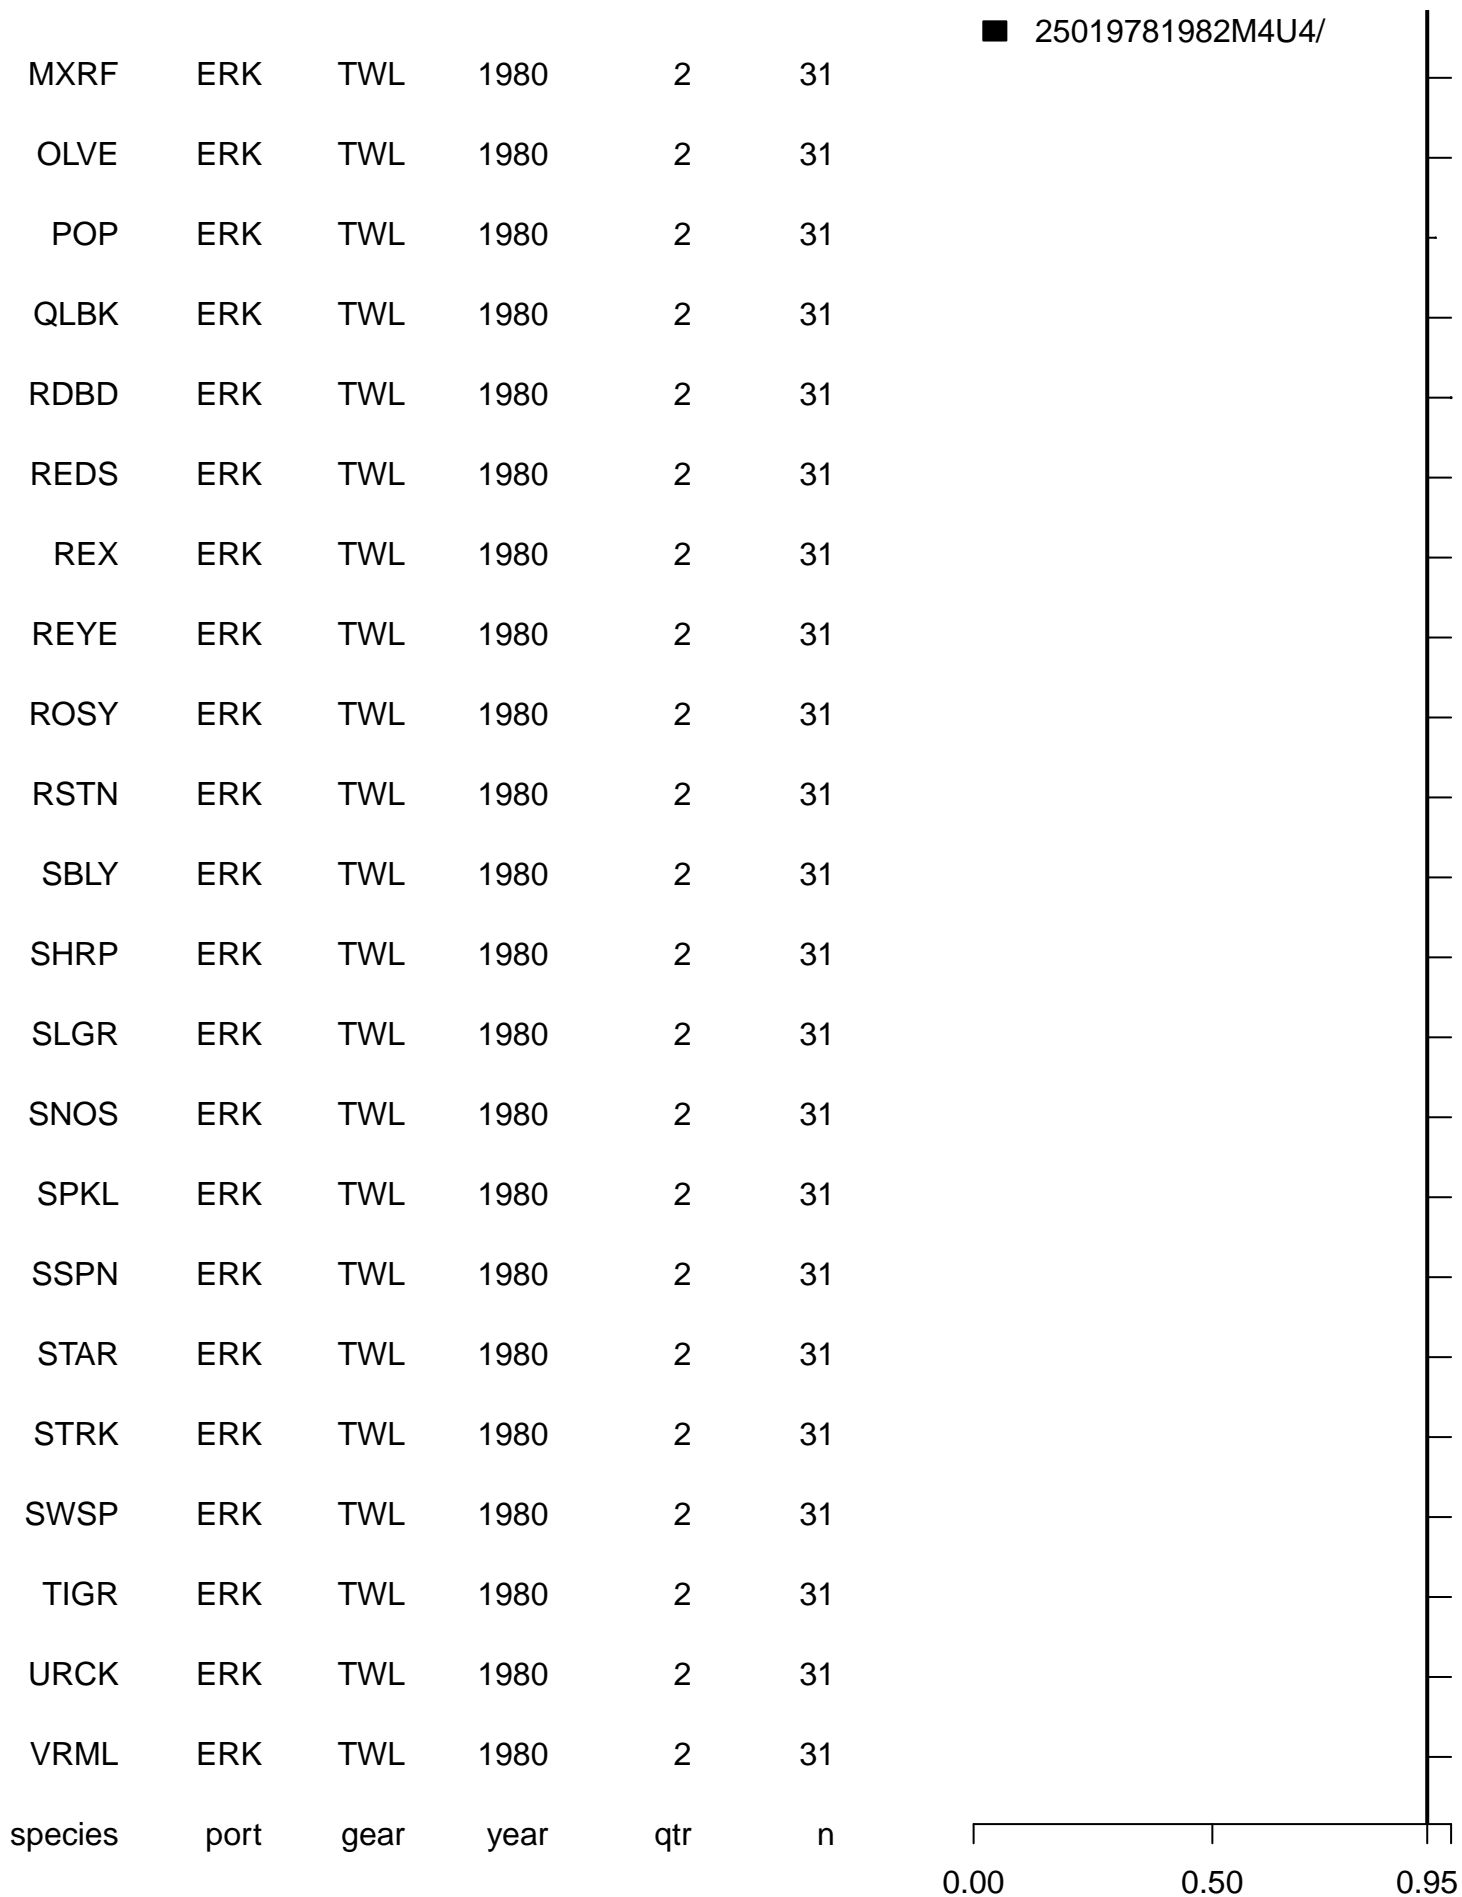 25019781982M4U4/
MXRF ERK TWL 1980 2 31
OLVE ERK TWL 1980 2 31
POP ERK TWL 1980 2 31
QLBK ERK TWL 1980 2 31
RDBD ERK TWL 1980 2 31
REDS ERK TWL 1980 2 31
REX ERK TWL 1980 2 31
REYE ERK TWL 1980 2 31
ROSY ERK TWL 1980 2 31
RSTN ERK TWL 1980 2 31
SBLY ERK TWL 1980 2 31
SHRP ERK TWL 1980 2 31
SLGR ERK TWL 1980 2 31
SNOS ERK TWL 1980 2 31
SPKL ERK TWL 1980 2 31
SSPN ERK TWL 1980 2 31
STAR ERK TWL 1980 2 31
STRK ERK TWL 1980 2 31
SWSP ERK TWL 1980 2 31
TIGR ERK TWL 1980 2 31
URCK ERK TWL 1980 2 31
VRML ERK TWL 1980 2 31
species port gear year qtr n
0.00 0.50 0.95